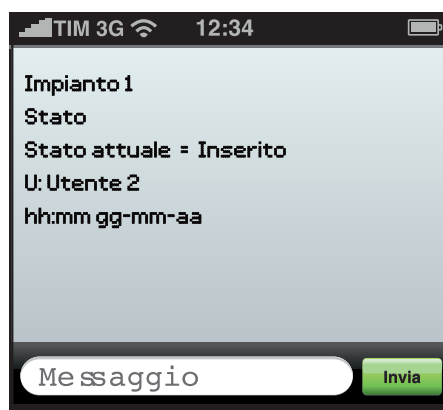 TIM 3G 12:34
Impianto 1
Stato
Stato attuale = Inserito
U: Utente 2
hh:mm gg-mm-aa
Messaggio Invia